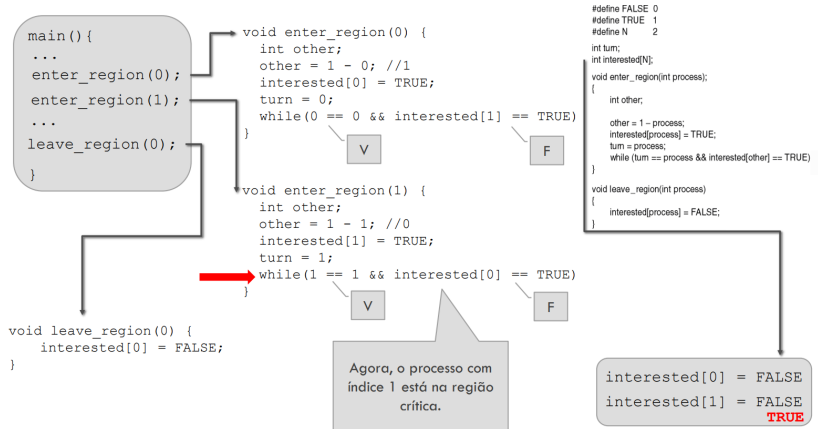 main(){
...
enter_region(0);
enter_region(1);
...
leave_region(0);
}
void enter_region(0) {
int other;
other = 1 - 0; //1
interested[0] = TRUE;
turn = 0;
while(0 == 0 && interested[1] == TRUE)
}
V
F
void enter_region(1) {
int other;
other = 1 - 1; //0
interested[1] = TRUE;
turn = 1;
while(1 == 1 && interested[0] == TRUE)
}
V
F
void leave_region(0) {
interested[0] = FALSE;
}
Agora, o processo com
índice 1 está na região
crítica.
#define FALSE 0
#define TRUE 1
#define N 2
int turn;
int interested[N];
void enter_region(int process);
{
int other;
other = 1 – process;
interested[process] = TRUE;
turn = process;
while (turn == process && interested[other] == TRUE)
}
void leave_region(int process)
{
interested[process] = FALSE;
}
interested[0] = FALSE
interested[1] = FALSE
TRUE